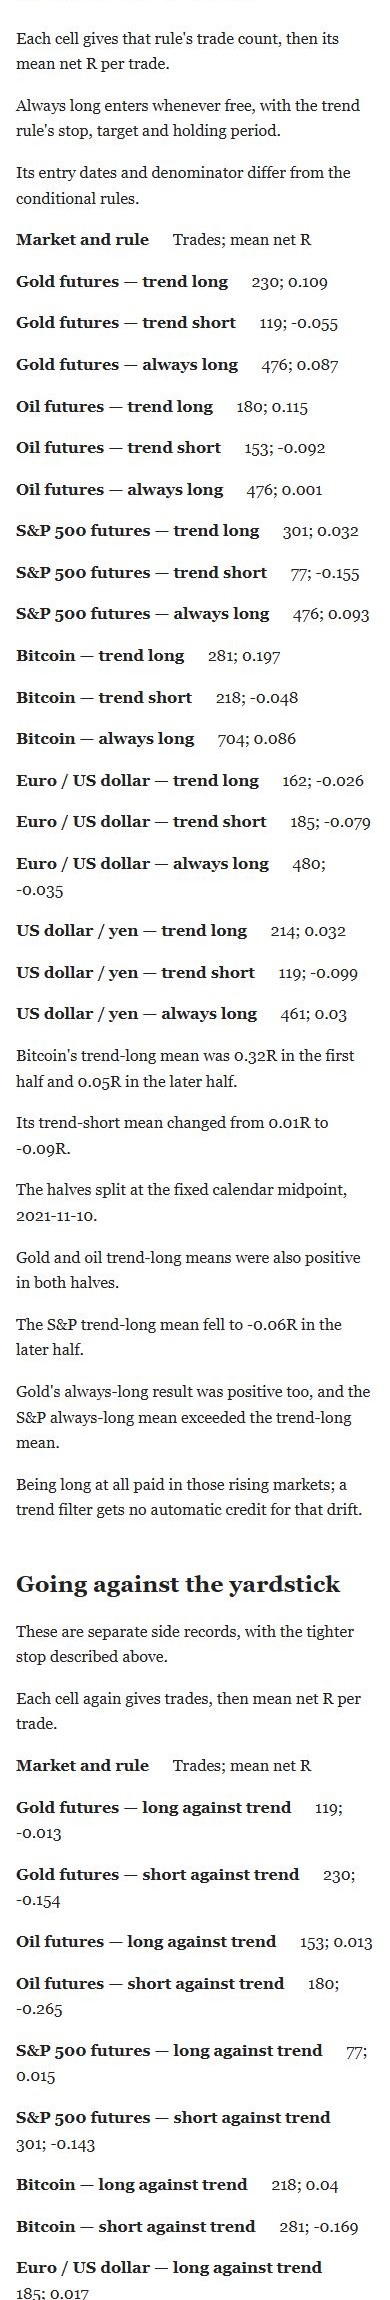 Each cell gives that rule's trade count, then its
mean net R per trade.
Always long enters whenever free, with the trend
rule's stop, target and holding period.
Its entry dates and denominator differ from the
conditional rules.
Market and rule Trades; mean net R
Gold futures — trend long 230; 0.109
Gold futures — trend short 119; -0.055
Gold futures — always long 476; 0.087
Oil futures — trend long 180; 0.115
Oil futures — trend short 153; -0.092
Oil futures — always long 476; 0.001
S&P 500 futures — trend long 301; 0.032
S&P 500 futures — trend short 77; -0.155
S&P 500 futures — always long 476; 0.093
Bitcoin — trend long 281; 0.197
Bitcoin — trend short 218; -0.048
Bitcoin — always long 704; 0.086
Euro / US dollar — trend long 162; -0.026
Euro / US dollar — trend short 185; -0.079
Euro / US dollar — always long 480;
-0.035
US dollar / yen — trend long 214; 0.032
US dollar / yen — trend short 119; -0.099
US dollar / yen — always long 461; 0.03
Bitcoin's trend-long mean was 0.32R in the first
half and 0.05R in the later half.
Its trend-short mean changed from 0.01R to
-0.09R.
The halves split at the fixed calendar midpoint,
2021-11-10.
Gold and oil trend-long means were also positive
in both halves.
The S&P trend-long mean fell to -0.06R in the
later half.
Gold's always-long result was positive too, and the
S&P always-long mean exceeded the trend-long
mean.
Being long at all paid in those rising markets; a
trend filter gets no automatic credit for that drift.
Going against the yardstick
These are separate side records, with the tighter
stop described above.
Each cell again gives trades, then mean net R per
trade.
Market and rule Trades; mean net R
Gold futures — long against trend 119;
-0.013
Gold futures — short against trend 230;
-0.154
Oil futures — long against trend 153; 0.013
Oil futures — short against trend 180;
-0.265
S&P 500 futures — long against trend 77;
0.015
S&P 500 futures — short against trend
301; -0.143
Bitcoin — long against trend 218; 0.04
Bitcoin — short against trend 281; -0.169
Euro / US dollar — long against trend
185; 0.017